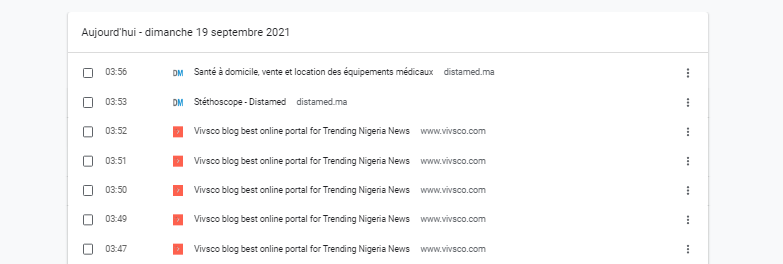 Aujourd'hui - dimanche 19 septembre 2021
03:56 DM Santé à domicile, vente et location des équipements médicaux distamed.ma
03:53 DM Stéthoscope - Distamed distamed.ma
03:52 Vivsco blog best online portal for Trending Nigeria News www.vivsco.com
03:51 Vivsco blog best online portal for Trending Nigeria News www.vivsco.com
03:50 Vivsco blog best online portal for Trending Nigeria News www.vivsco.com
03:49 Vivsco blog best online portal for Trending Nigeria News www.vivsco.com
03:47 Vivsco blog best online portal for Trending Nigeria News www.vivsco.com